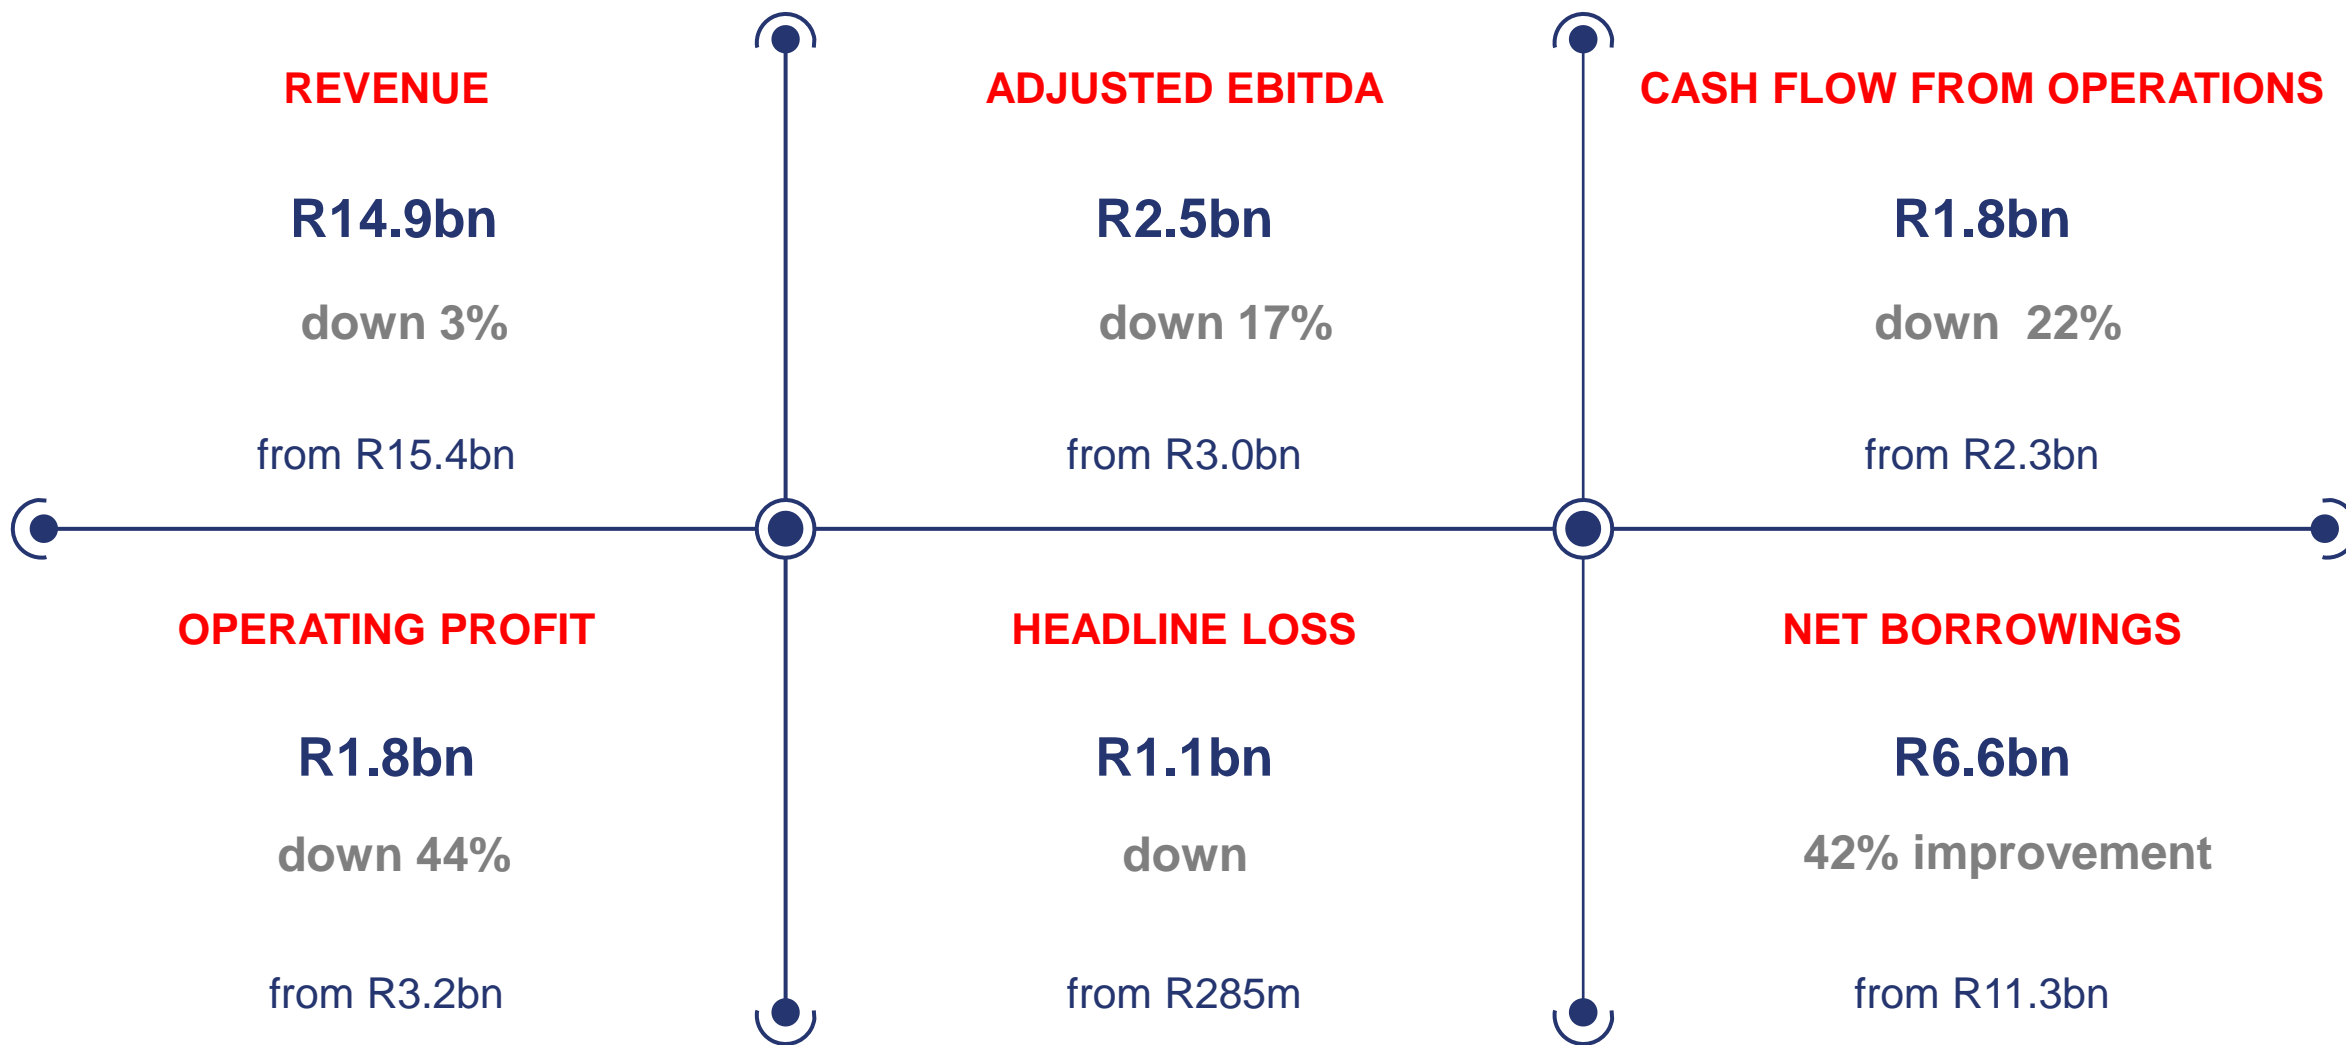 REVENUE
R14.9bn
down 3%
from R15.4bn
ADJUSTED EBITDA
R2.5bn
down 17%
from R3.0bn
CASH FLOW FROM OPERATIONS
R1.8bn
down  22%
from R2.3bn
OPERATING PROFIT
R1.8bn
down 44%
from R3.2bn
HEADLINE LOSS
R1.1bn
down
from R285m
NET BORROWINGS
R6.6bn
42% improvement
from R11.3bn